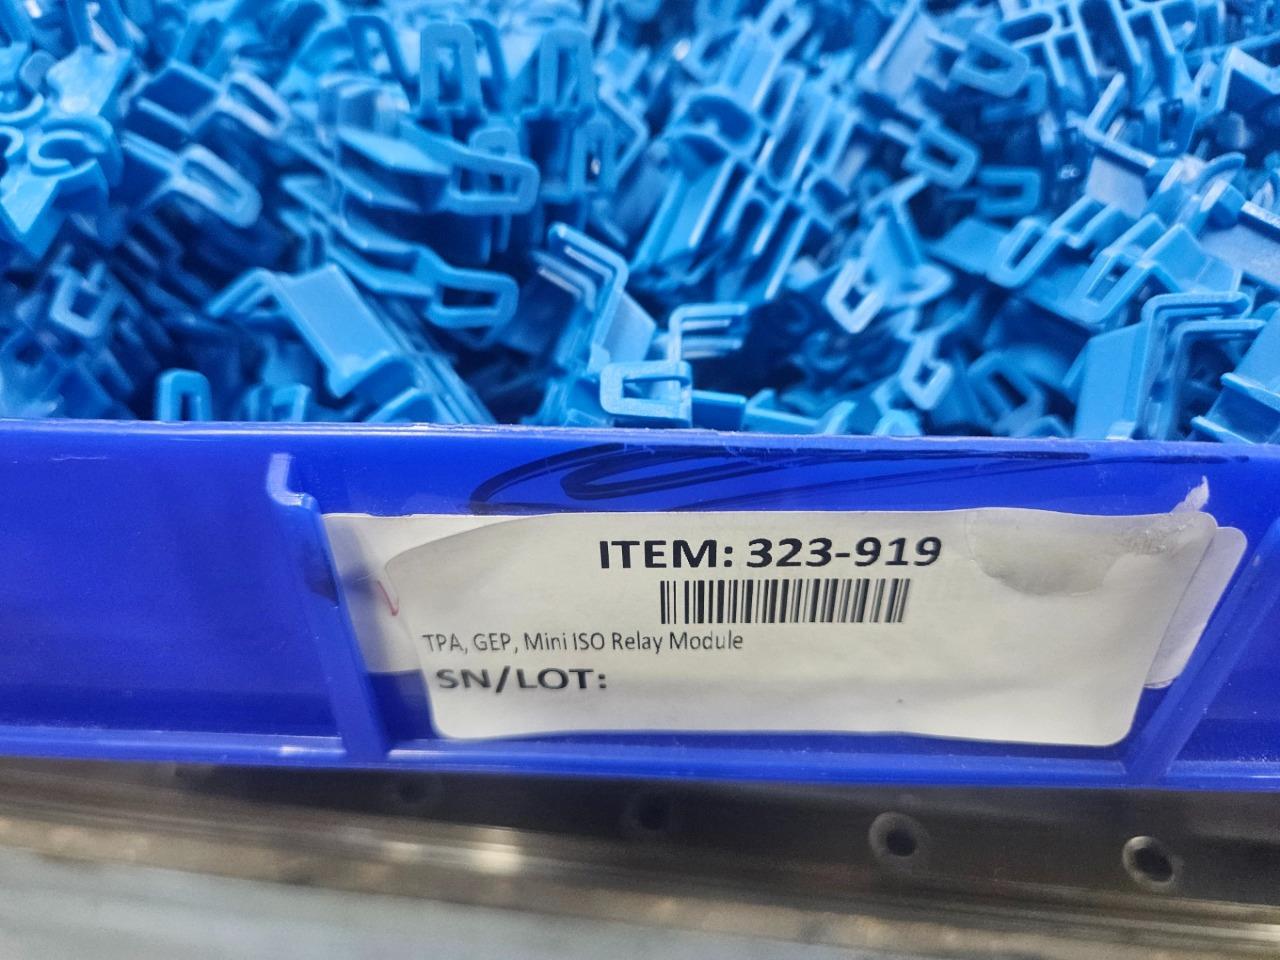 ITEM: 323-919
TPA, GEP, Mini ISO Relay Module
SN/LOT: